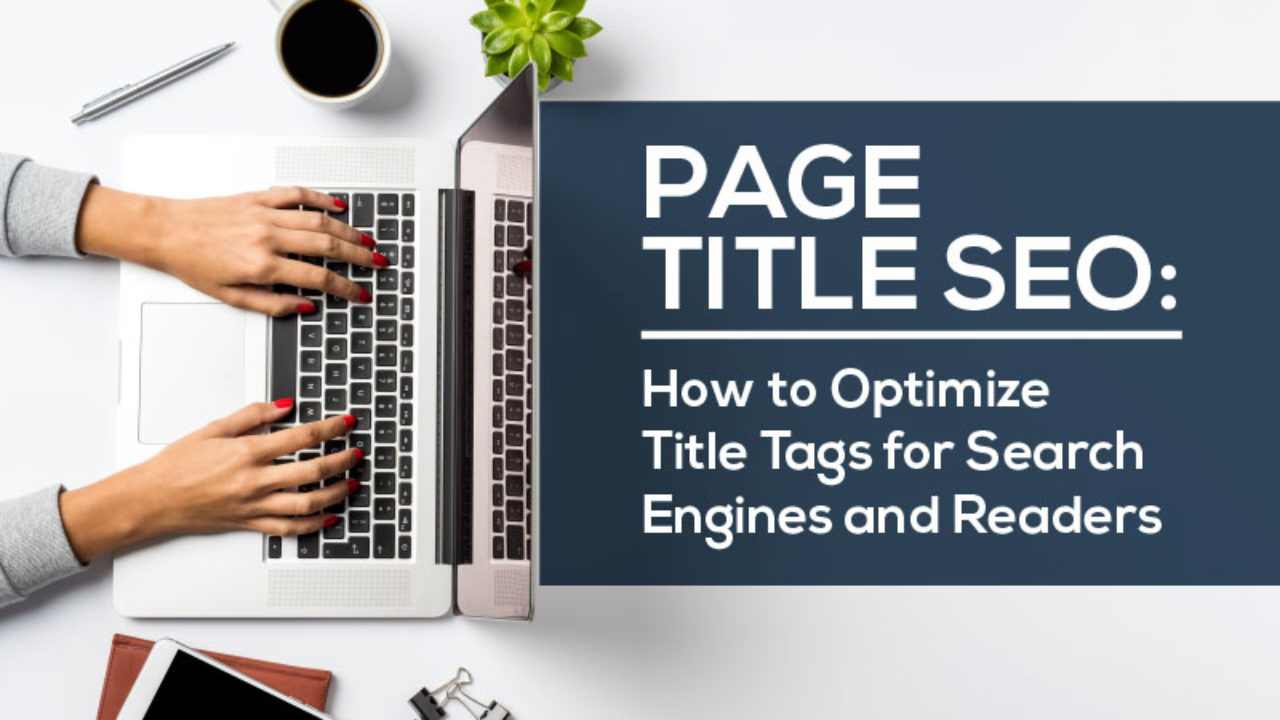 PAGE
TITLE SEO:
How to Optimize
Title Tags for Search
Engines and Readers